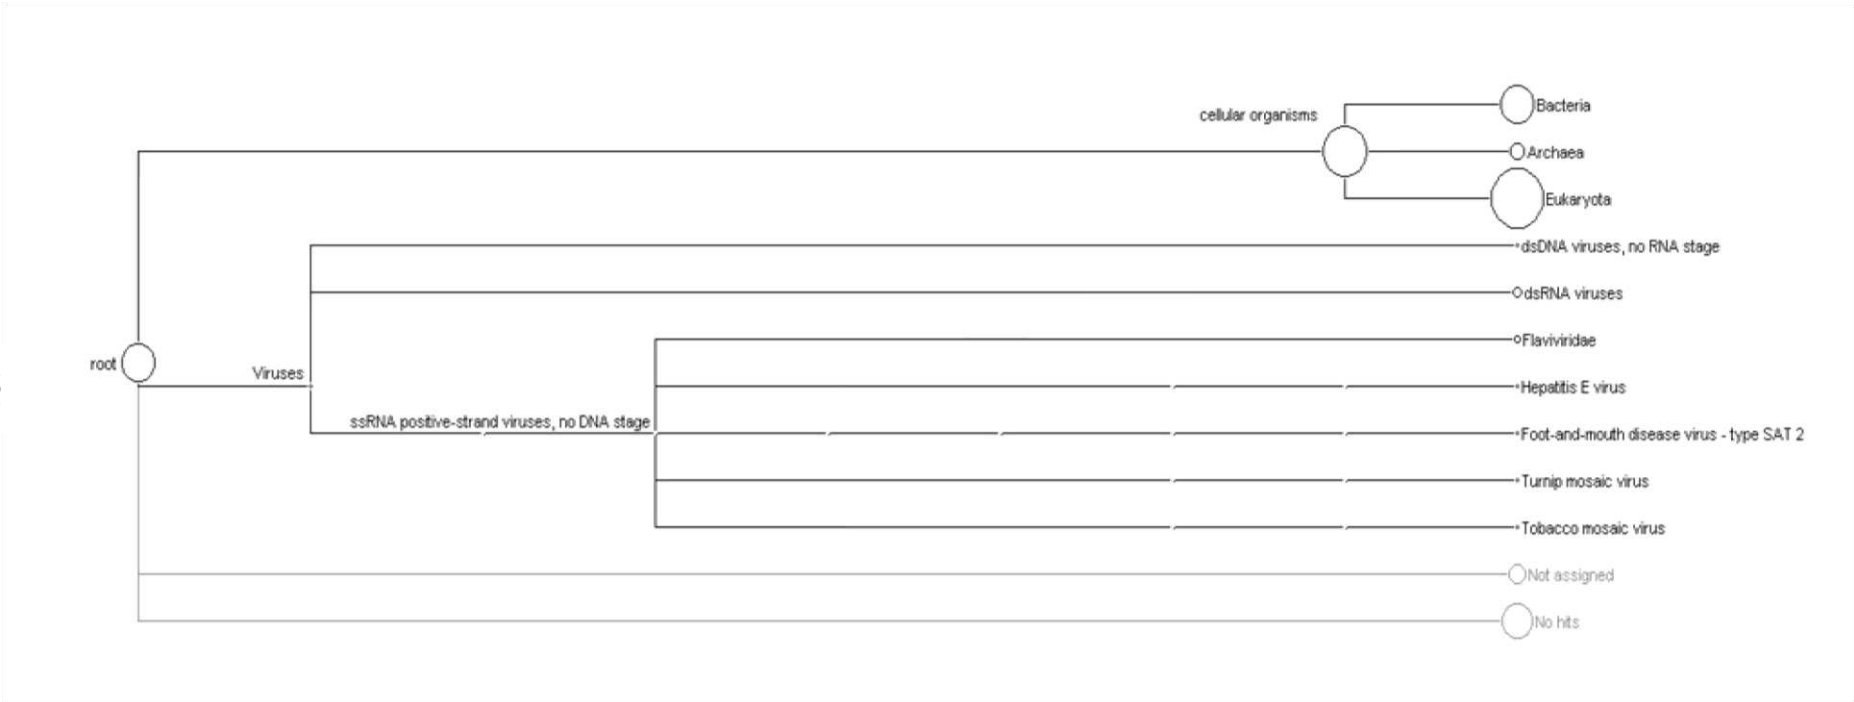 cellular organisms
Bacteria
Archaea
Eukaryota
dsDNA viruses, no RNA stage
dsRNA viruses
Flaviviridae
root
Viruses
Hepatitis E virus
ssRNA positive-strand viruses, no DNA stage
Foot-and-mouth disease virus - type SAT 2
Turnip mosaic virus
Tobacco mosaic virus
Not assigned
No hits